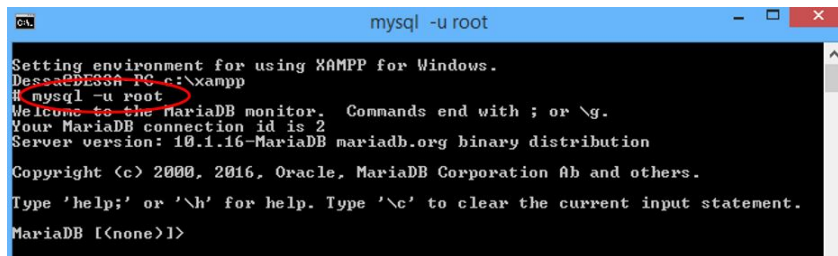 C:\.
mysql -u root
Setting environment for using XAMPP for Windows.
Dessa@DESSA-PC c:\xampp
# mysql -u root
Welcome to the MariaDB monitor.  Commands end with ; or \g.
Your MariaDB connection id is 2
Server version: 10.1.16-MariaDB mariadb.org binary distribution
Copyright (c) 2000, 2016, Oracle, MariaDB Corporation Ab and others.
Type 'help;' or '\h' for help. Type '\c' to clear the current input statement.
MariaDB [(none)]>